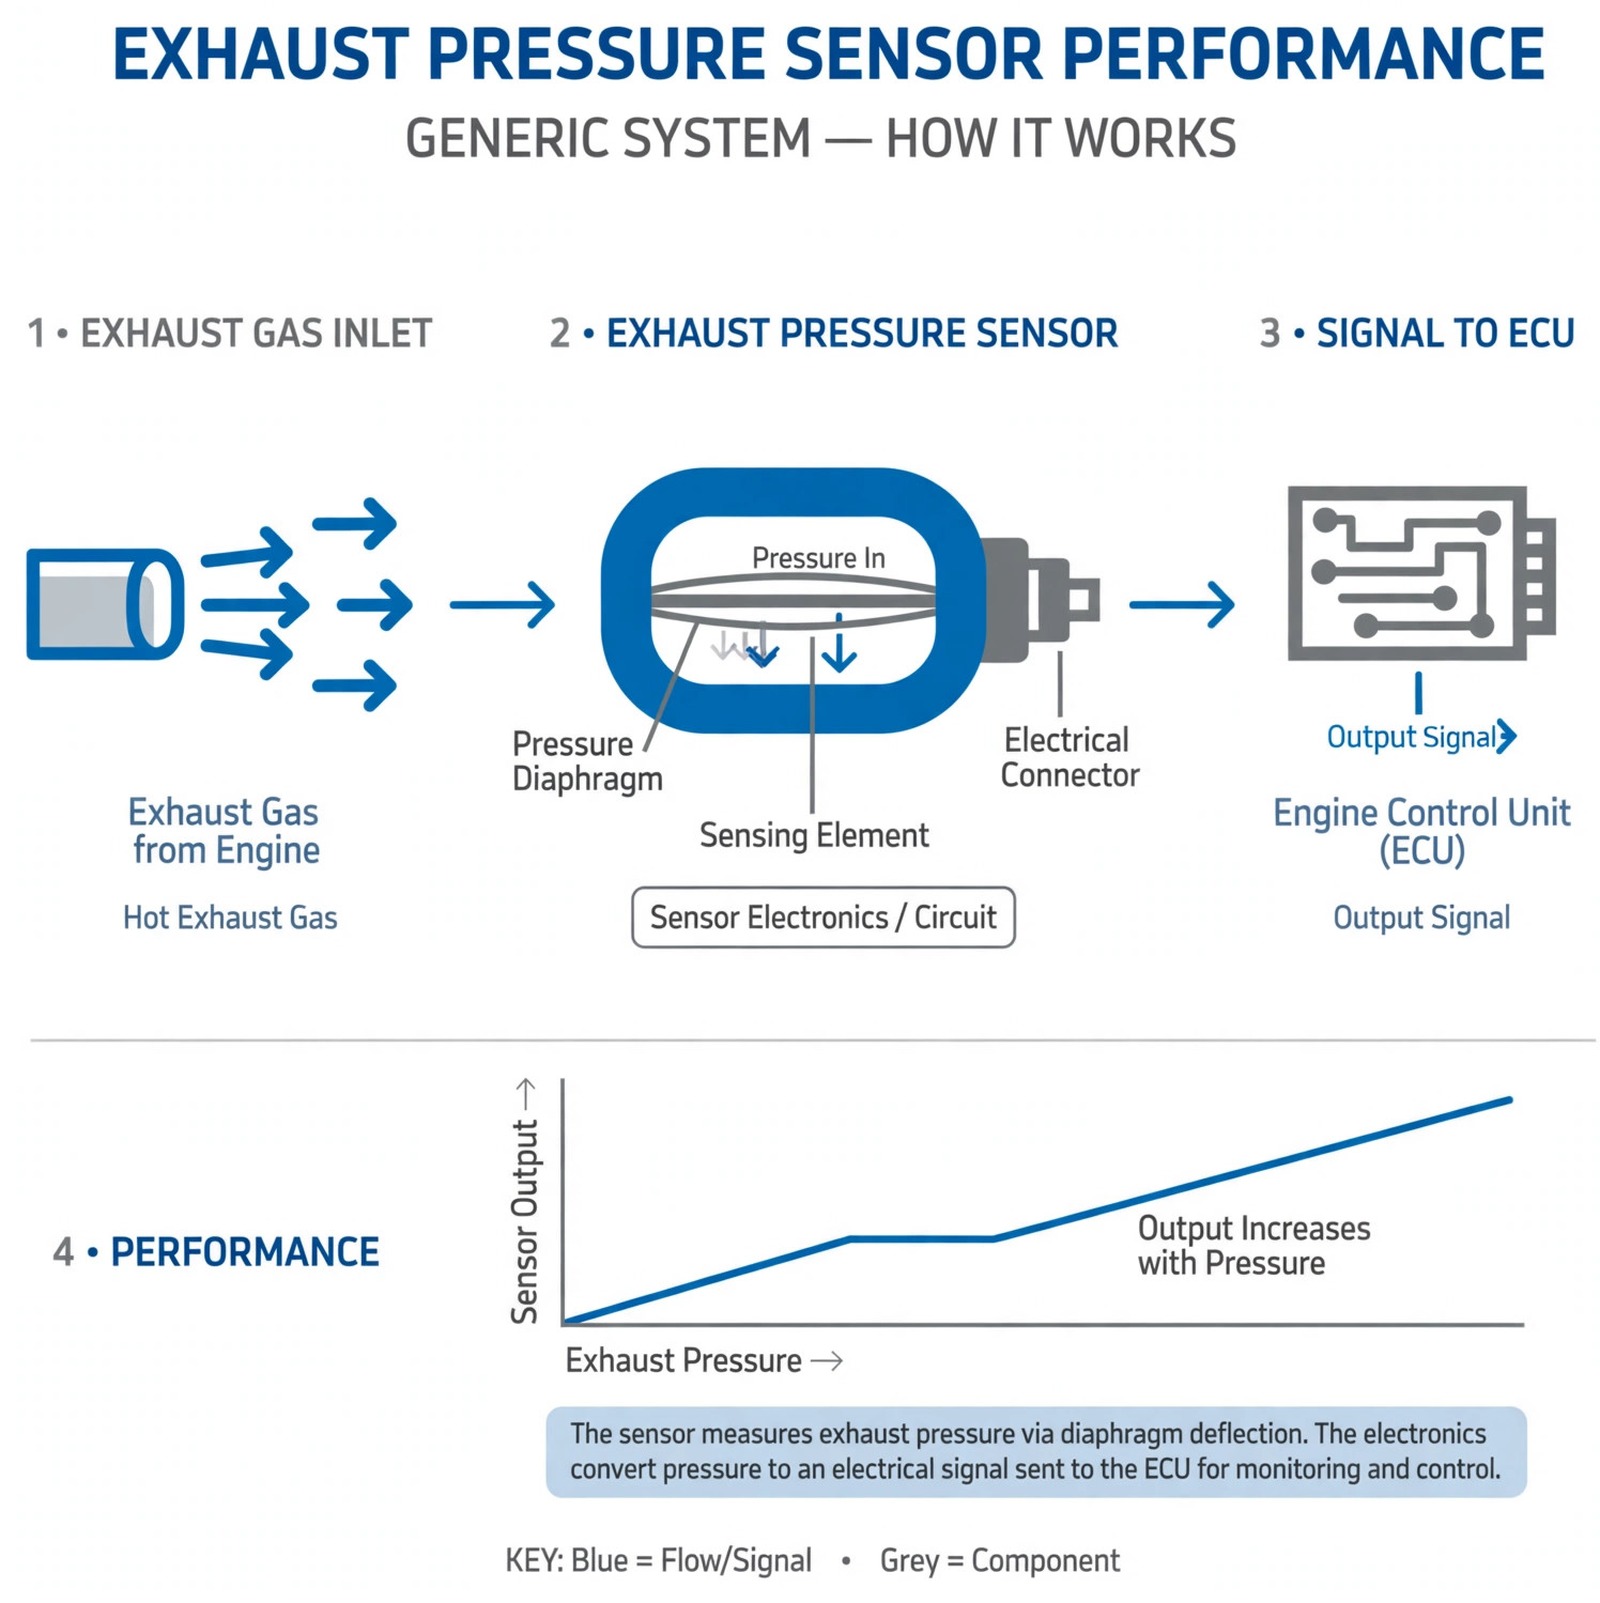 EXHAUST PRESSURE SENSOR PERFORMANCE
GENERIC SYSTEM — HOW IT WORKS
1 • EXHAUST GAS INLET
2 • EXHAUST PRESSURE SENSOR
3 • SIGNAL TO ECU
Pressure In
Pressure
Diaphragm
Sensing Element
Electrical
Connector
Output Signal
Exhaust Gas
from Engine
Hot Exhaust Gas
Sensor Electronics / Circuit
Engine Control Unit
(ECU)
Output Signal
4 • PERFORMANCE
Sensor Output →
Output Increases
with Pressure
Exhaust Pressure →
The sensor measures exhaust pressure via diaphragm deflection. The electronics
convert pressure to an electrical signal sent to the ECU for monitoring and control.
KEY: Blue = Flow/Signal • Grey = Component